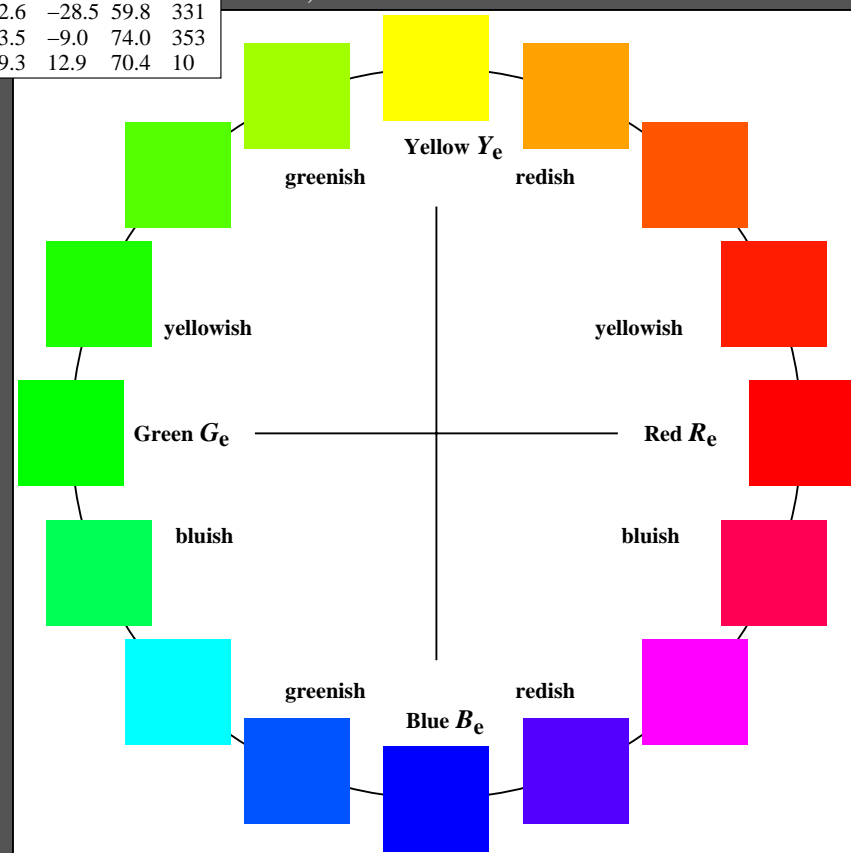 2.6 –28.5 59.8 331
3.5 –9.0 74.0 353
9.3 12.9 70.4 10
Yellow Yₑ
greenish redish
yellowish yellowish
Green Gₑ Red Rₑ
bluish bluish
greenish redish
Blue Bₑ